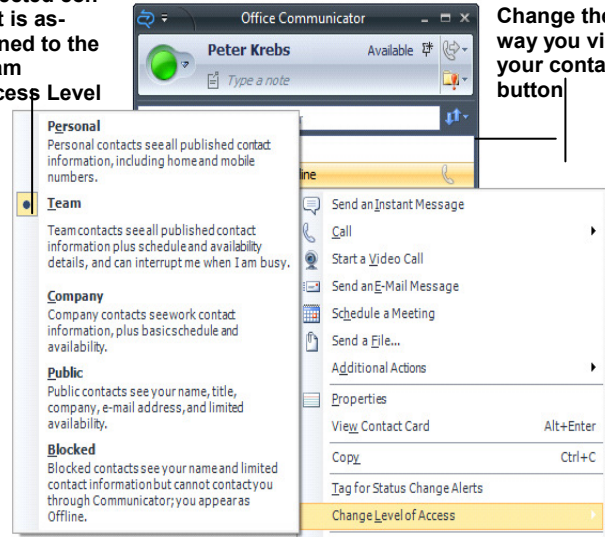 ected con-
t is as-
ned to the
am
cess Level
Office Communicator
Peter Krebs
Available
Type a note
Change the
way you vi
your conta
button
ine
Personal
Personal contacts see all published contact
information, including home and mobile
numbers.
Team
Team contacts see all published contact
information plus schedule and availability
details, and can interrupt me when I am busy.
Company
Company contacts see work contact
information, plus basic schedule and
availability.
Public
Public contacts see your name, title,
company, e-mail address, and limited
availability.
Blocked
Blocked contacts see your name and limited
contact information but cannot contact you
through Communicator; you appear as
Offline.
Send an Instant Message
Call
Start a Video Call
Send an E-Mail Message
Schedule a Meeting
Send a File...
Additional Actions
Properties
View Contact Card Alt+Enter
Copy Ctrl+C
Tag for Status Change Alerts
Change Level of Access